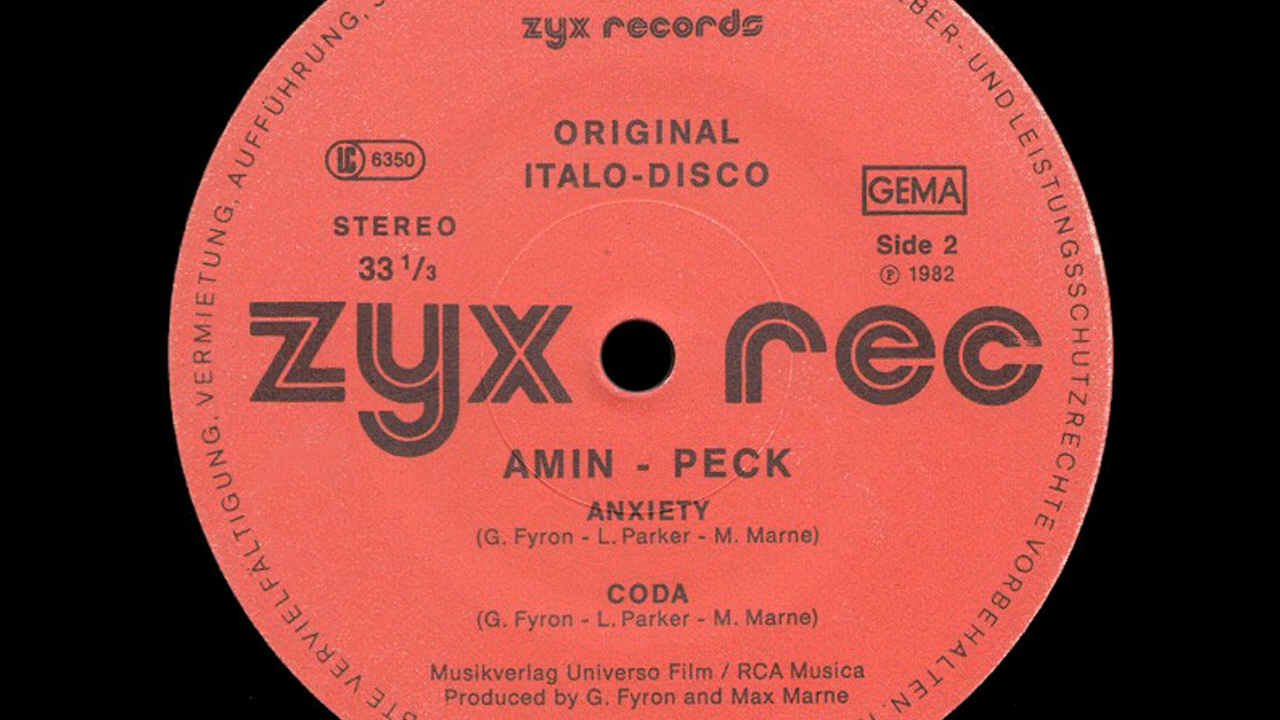 zyx records
ORIGINAL
ITALO-DISCO
LC 6350
STEREO
33 1/3
GEMA
Side 2
Ⓟ 1982
zyx rec
AMIN - PECK
ANXIETY
(G. Fyron - L. Parker - M. Marne)
CODA
(G. Fyron - L. Parker - M. Marne)
Musikverlag Universo Film / RCA Musica
Produced by G. Fyron and Max Marne
VERVIELFÄLTIGUNG, VERMIETUNG, AUFFÜHRUNG,
UND LEISTUNGSSCHUTZRECHTE VORBEHALTEN.